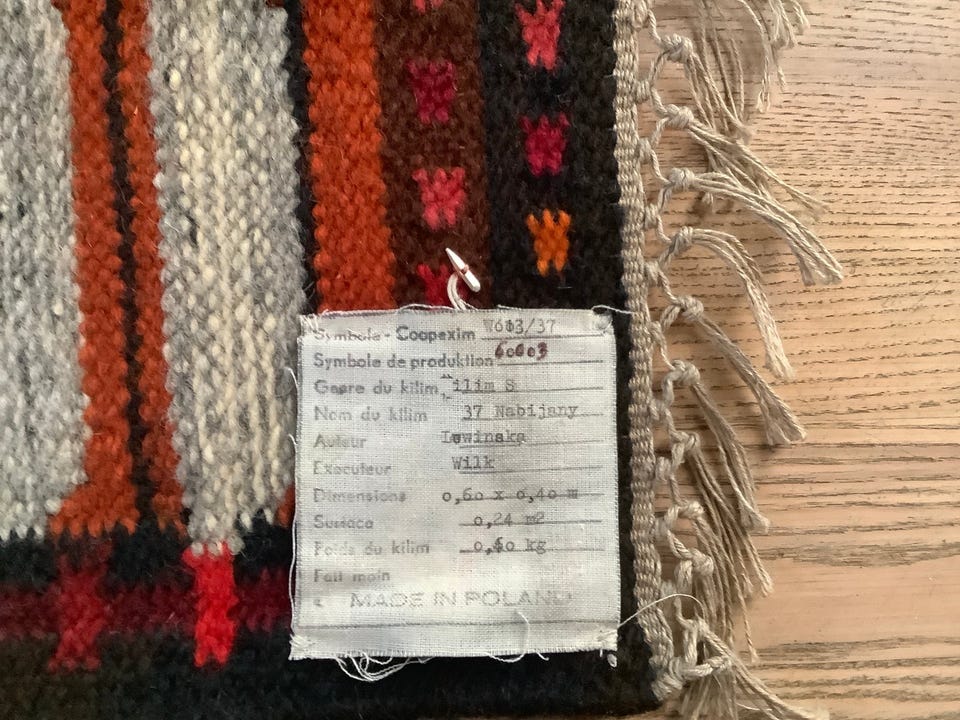 Symbole - Coopexim W603/37
Symbole de produktion 60603
Genre du kilim Kilim S
Nom du kilim 37 Nabijany
Auteur Lewinska
Executeur Wilk
Dimensions 0,60 x 0,40 m
Surface 0,24 m2
Poids du kilim 0,60 kg
Fait main
MADE IN POLAND